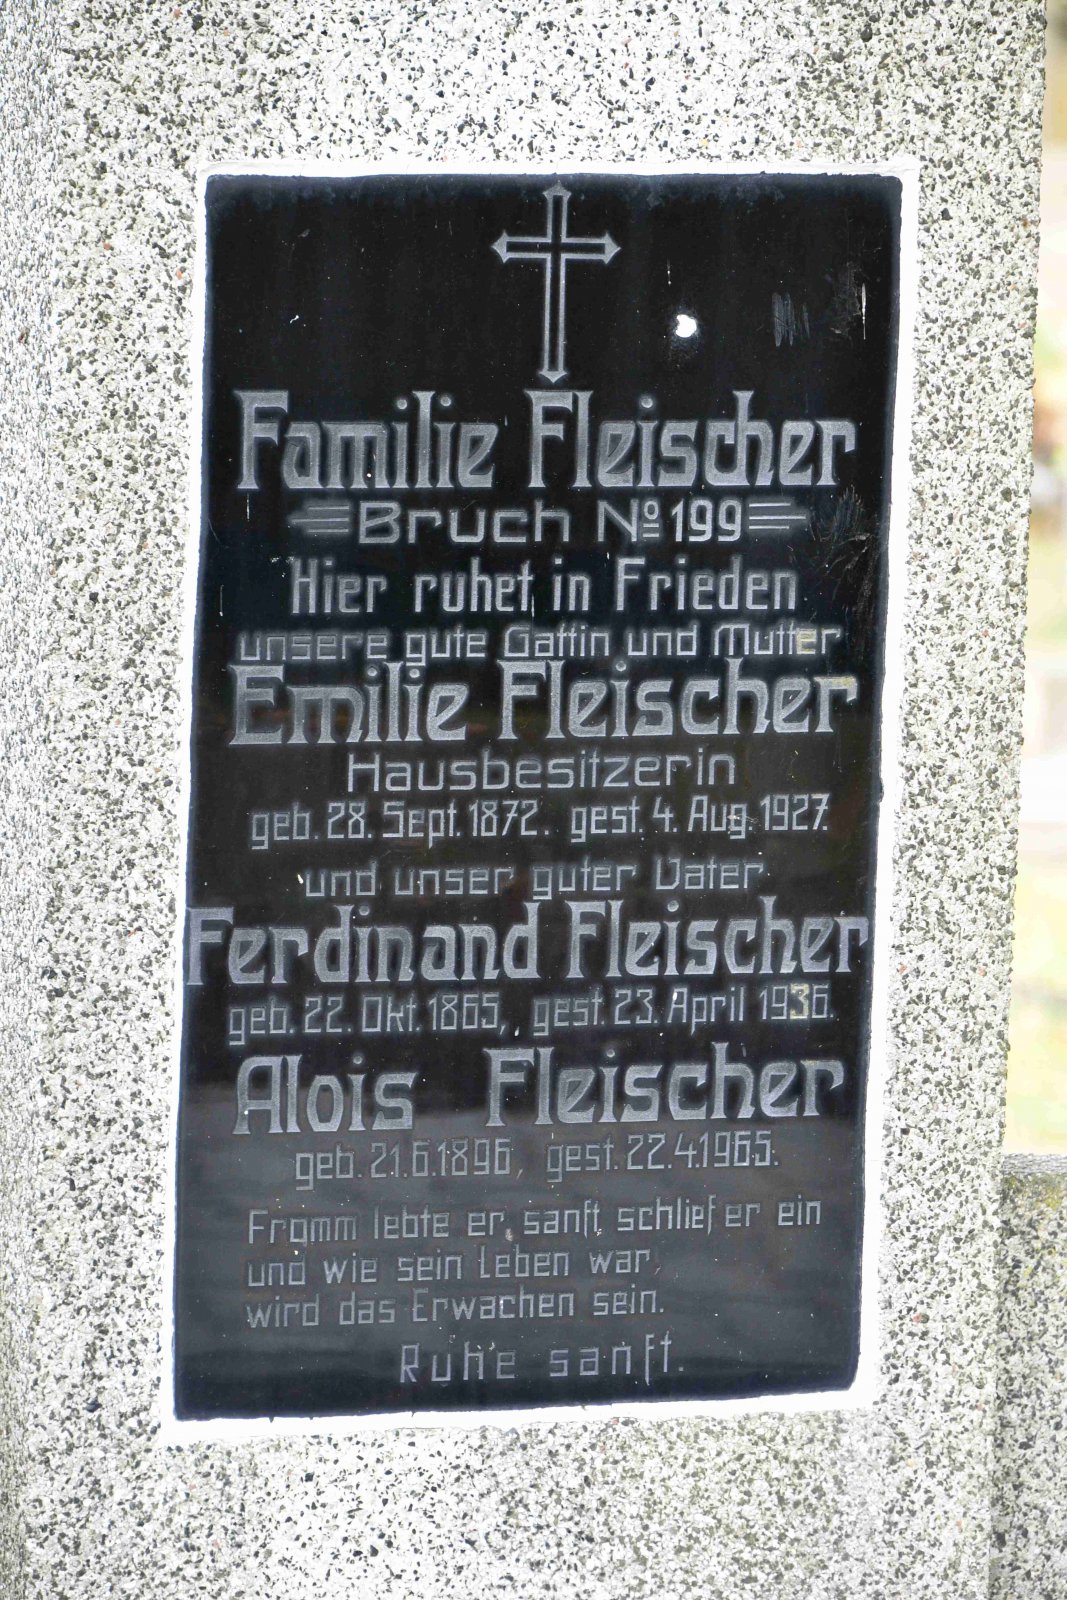 Familie Fleischer
Bruch Nº 199
Hier ruhet in Frieden
unsere gute Gattin und Mutter
Emilie Fleischer
Hausbesitzerin
geb. 28. Sept. 1872. gest. 4. Aug. 1927.
und unser guter Vater
Ferdinand Fleischer
geb. 22. Okt. 1865, gest. 23. April 1936.
Alois Fleischer
geb. 21.6.1896, gest. 22.4.1965.
Fromm lebte er, sanft schlief er ein
und wie sein Leben war,
wird das Erwachen sein.
Ruhe sanft.